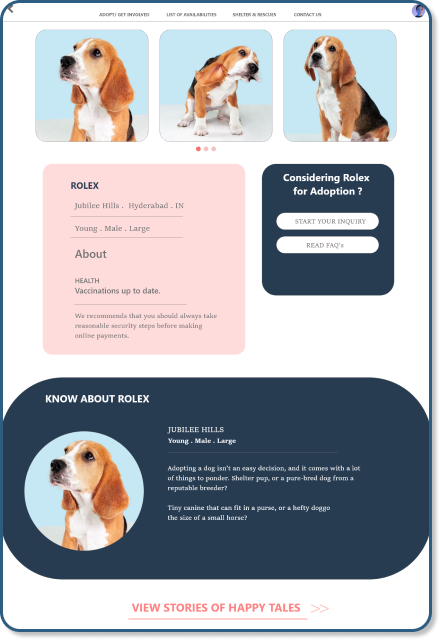 ADOPT/ GET INVOLVED LIST OF AVAILABILITIES SHELTER & RESCUES CONTACT US
ROLEX
Jubilee Hills . Hyderabad . IN
Young . Male . Large
About
HEALTH
Vaccinations up to date.
We recommends that you should always take
reasonable security steps before making
online payments.
Considering Rolex
for Adoption ?
START YOUR INQUIRY
READ FAQ's
KNOW ABOUT ROLEX
JUBILEE HILLS
Young . Male . Large
Adopting a dog isn't an easy decision, and it comes with a lot
of things to ponder. Shelter pup, or a pure-bred dog from a
reputable breeder?
Tiny canine that can fit in a purse, or a hefty doggo
the size of a small horse?
VIEW STORIES OF HAPPY TALES >>